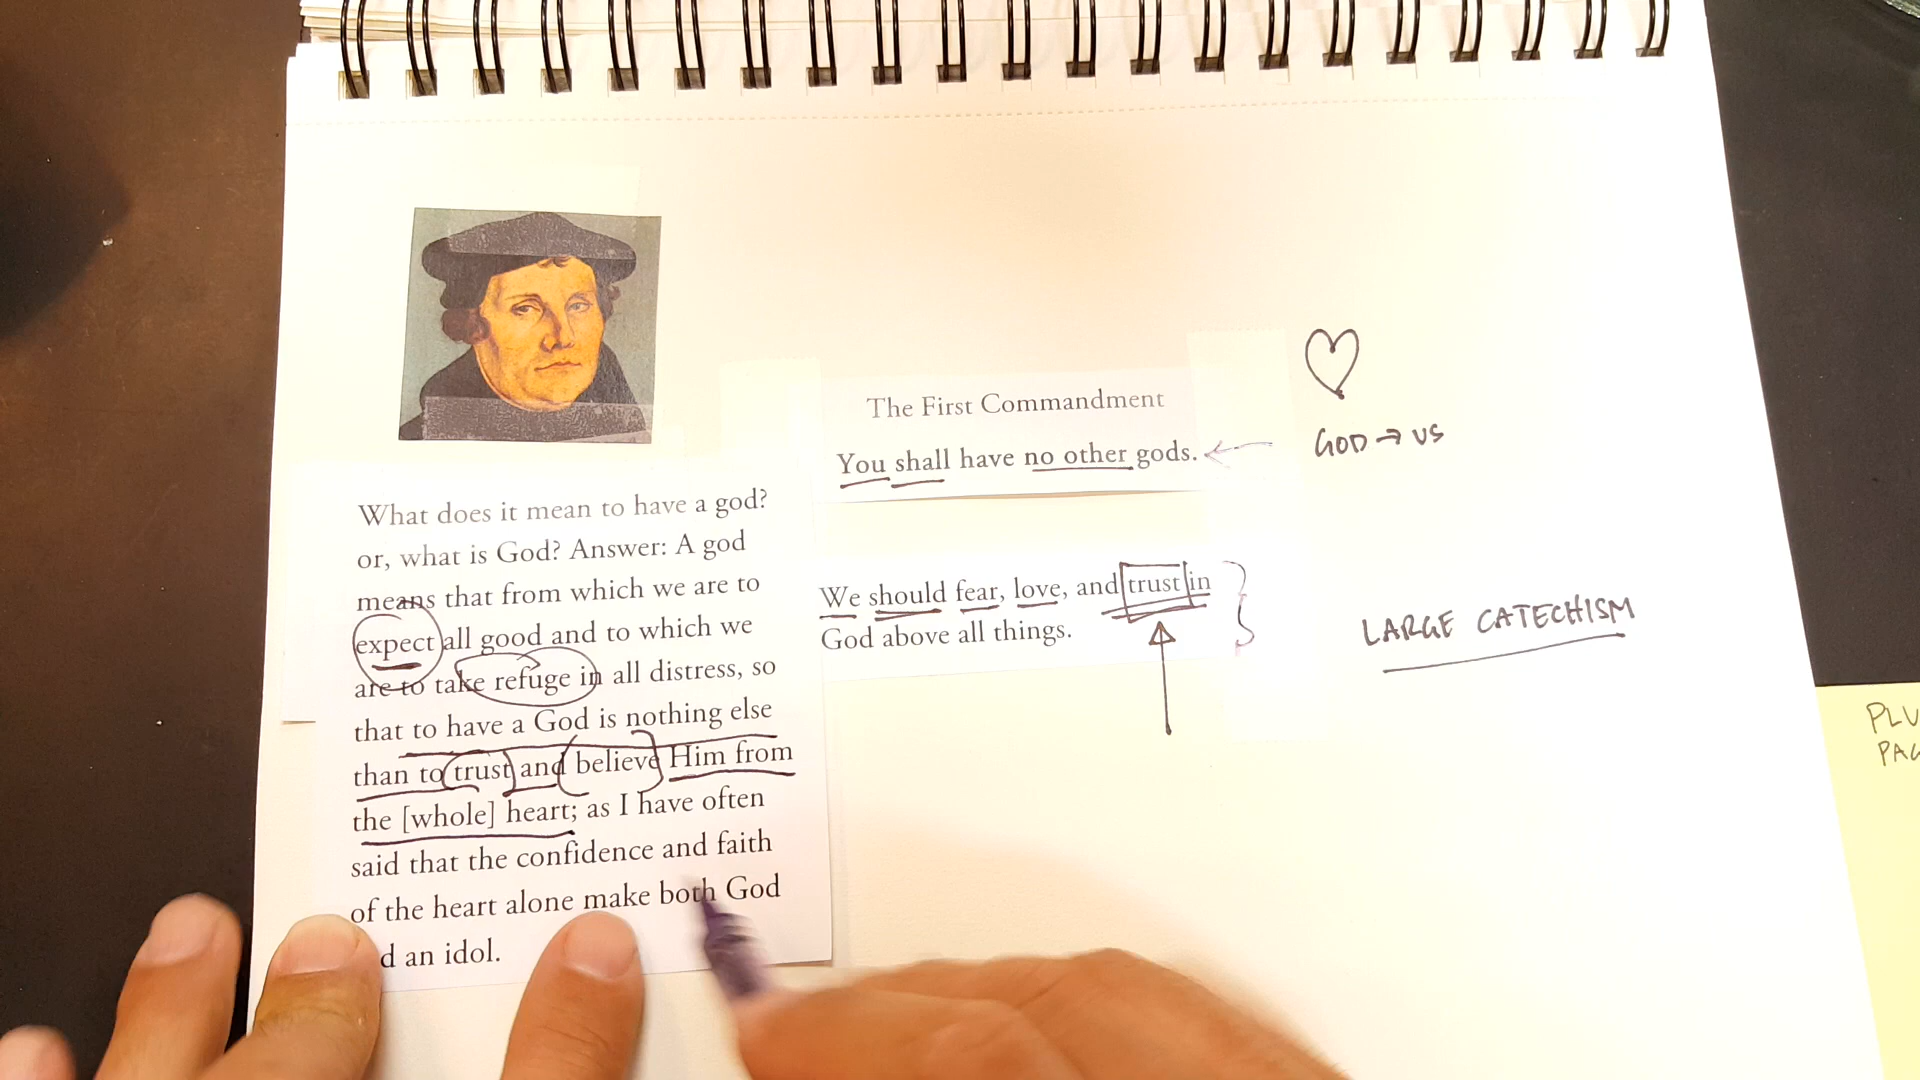 What does it mean to have a god?
or, what is God? Answer: A god
means that from which we are to
expect all good and to which we
are to take refuge in all distress, so
that to have a God is nothing else
than to trust and believe Him from
the [whole] heart; as I have often
said that the confidence and faith
of the heart alone make both God
d an idol.
The First Commandment
You shall have no other gods.
We should fear, love, and trust in
God above all things.
GOD → US
LARGE CATECHISM
PLU
PAG